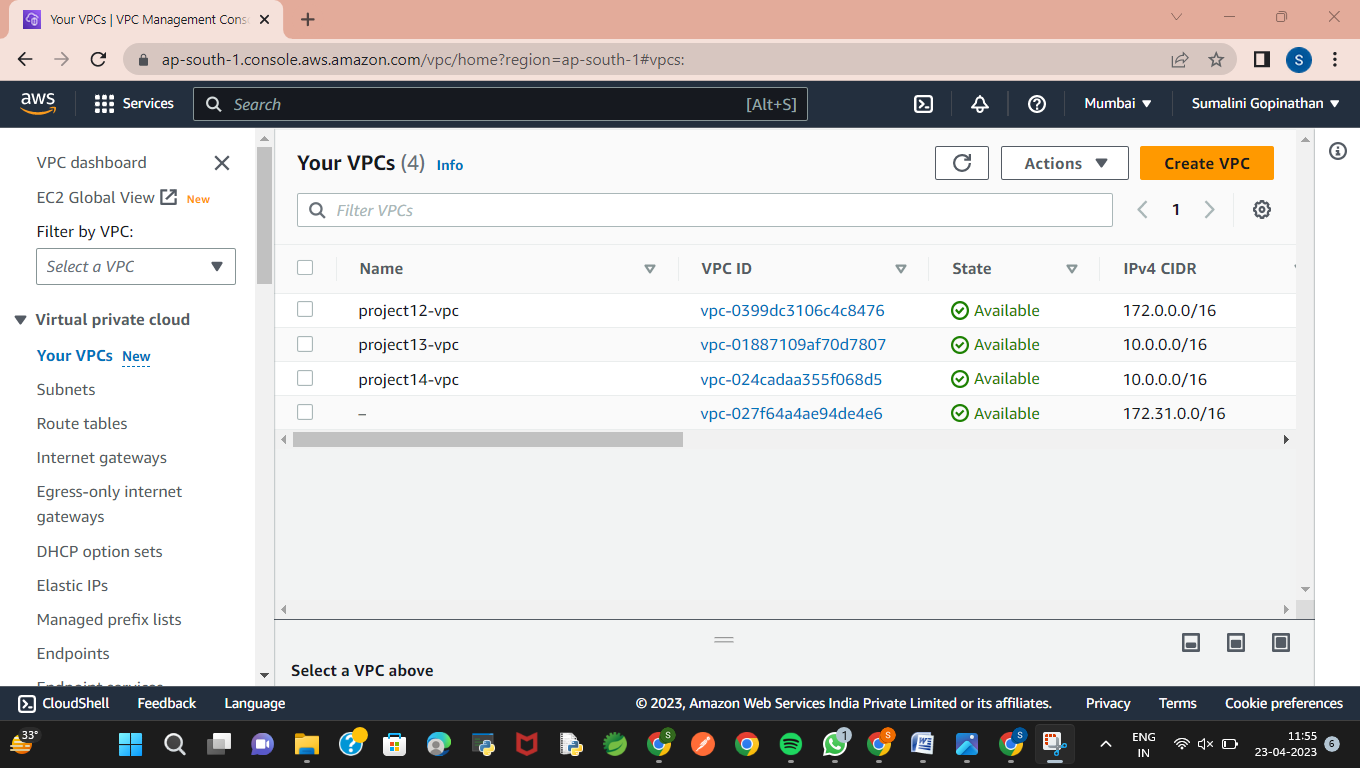 Your VPCs | VPC Management Cons
ap-south-1.console.aws.amazon.com/vpc/home?region=ap-south-1#vpcs:
S
aws
Services
Search
[Alt+S]
Mumbai
Sumalini Gopinathan
VPC dashboard
EC2 Global View New
Filter by VPC:
Select a VPC
Virtual private cloud
Your VPCs New
Subnets
Route tables
Internet gateways
Egress-only internet
gateways
DHCP option sets
Elastic IPs
Managed prefix lists
Endpoints
Endpoint services
Your VPCs (4) Info
Actions
Create VPC
Filter VPCs
1
Name VPC ID State IPv4 CIDR
project12-vpc vpc-0399dc3106c4c8476 Available 172.0.0.0/16
project13-vpc vpc-01887109af70d7807 Available 10.0.0.0/16
project14-vpc vpc-024cadaa355f068d5 Available 10.0.0.0/16
– vpc-027f64a4ae94de4e6 Available 172.31.0.0/16
Select a VPC above
CloudShell Feedback Language
© 2023, Amazon Web Services India Private Limited or its affiliates. Privacy Terms Cookie preferences
33°
S
1
S
S
ENG
IN
11:55
23-04-2023
6